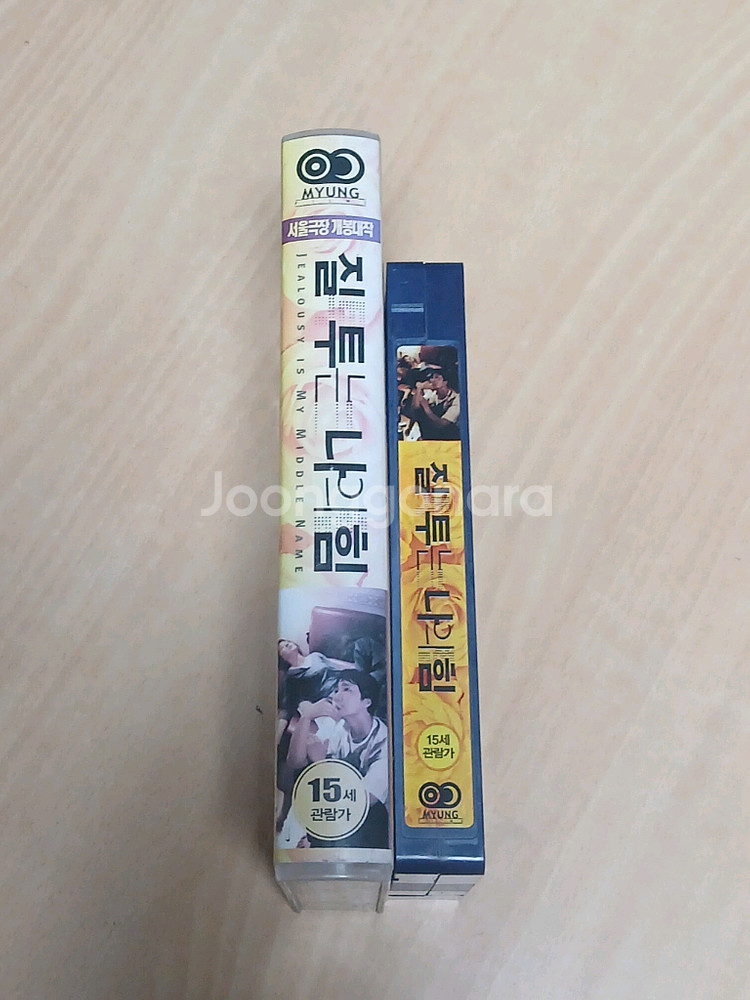 MYUNG
서울극장 개봉대작
질투는 나의 힘
JEALOUSY IS MY MIDDLE NAME
15세
관람가
질투는 나의 힘
15세
관람가
MYUNG
Joonggonara